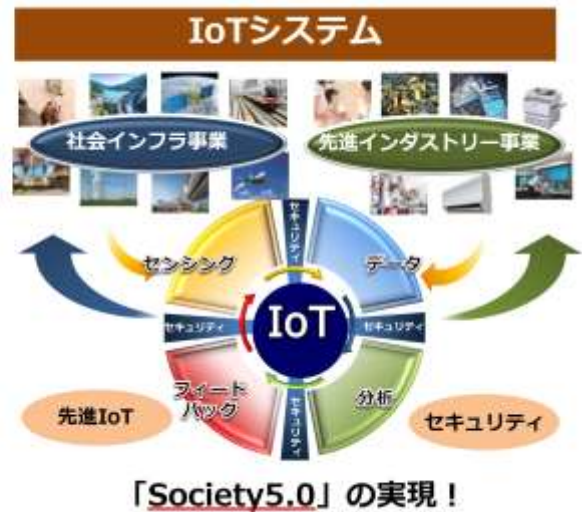 IoTシステム
社会インフラ事業
先進インダストリー事業
セキュリティ
センシング
データ
セキュリティ
IoT
セキュリティ
フィード
バック
分析
セキュリティ
先進IoT
セキュリティ
「Society5.0」の実現！